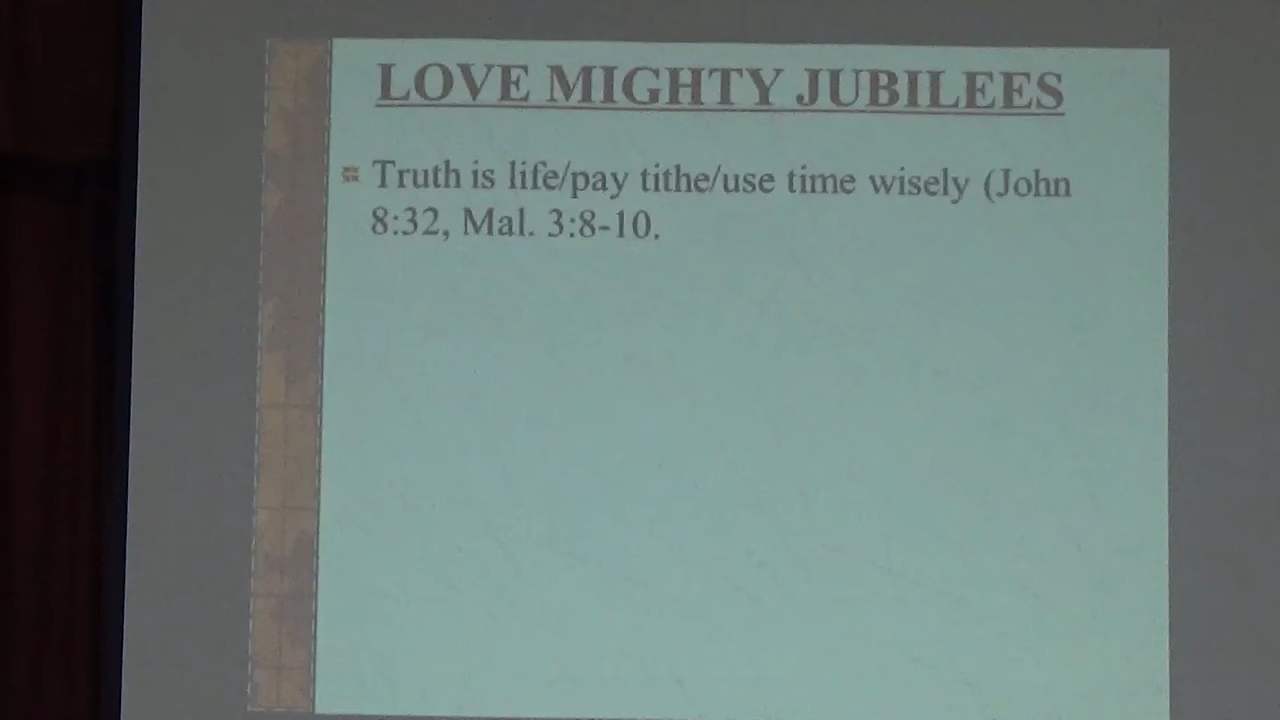 LOVE MIGHTY JUBILEES
Truth is life/pay tithe/use time wisely (John
8:32, Mal. 3:8-10.